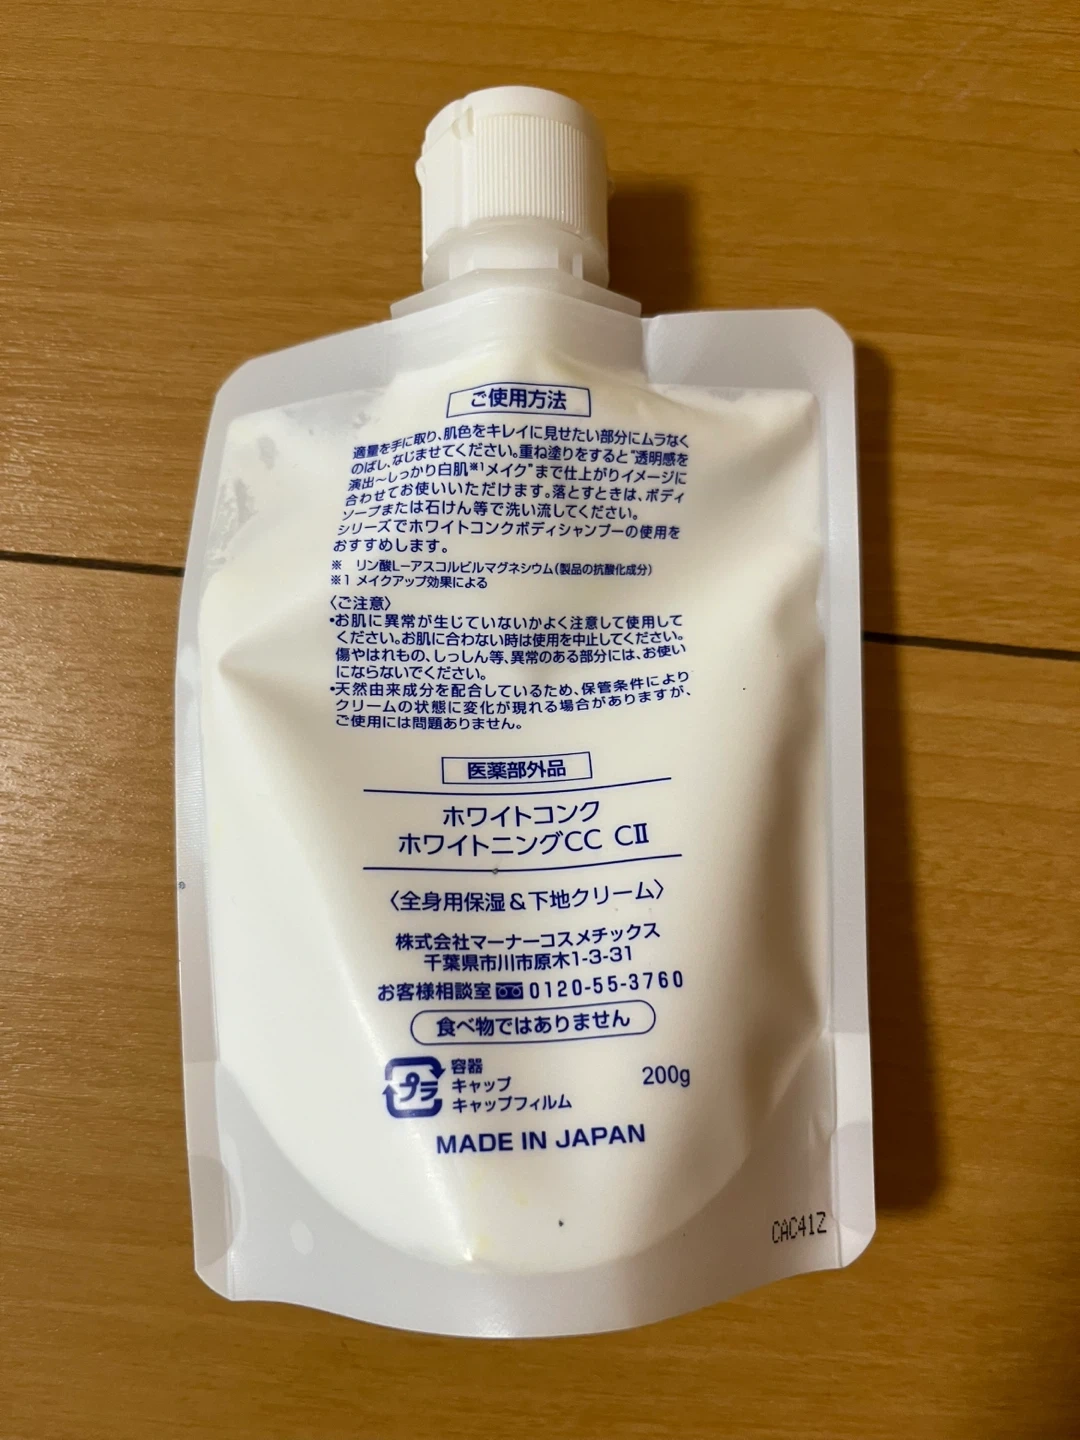 ご使用方法
適量を手に取り、肌色をキレイに見せたい部分にムラなく
のばし、なじませてください。重ね塗りをすると"透明感を
演出～しっかり白肌※1メイク"まで仕上がりイメージに
合わせてお使いいただけます。落とすときは、ボディ
ソープまたは石けん等で洗い流してください。
シリーズでホワイトコンクボディシャンプーの使用を
おすすめします。
※ リン酸L－アスコルビルマグネシウム(製品の抗酸化成分)
※1 メイクアップ効果による
〈ご注意〉
•お肌に異常が生じていないかよく注意して使用して
ください。お肌に合わない時は使用を中止してください。
傷やはれもの、しっしん等、異常のある部分には、お使い
にならないでください。
•天然由来成分を配合しているため、保管条件により
クリームの状態に変化が現れる場合がありますが、
ご使用には問題ありません。
医薬部外品
ホワイトコンク
ホワイトニングCC CⅡ
〈全身用保湿＆下地クリーム〉
株式会社マーナーコスメチックス
千葉県市川市原木1-3-31
お客様相談室 0120-55-3760
食べ物ではありません
プラ 容器
キャップ
キャップフィルム
200g
MADE IN JAPAN
CAC41Z